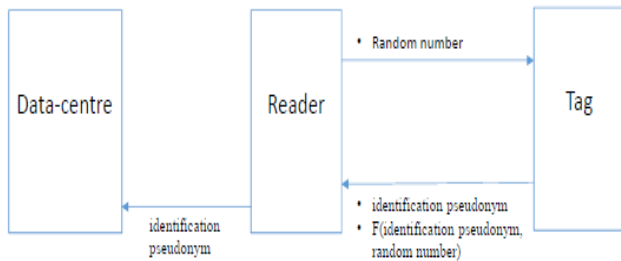 • Random number
Data-centre
Reader
Tag
• identification pseudonym
• F(identification pseudonym,
random number)
identification
pseudonym